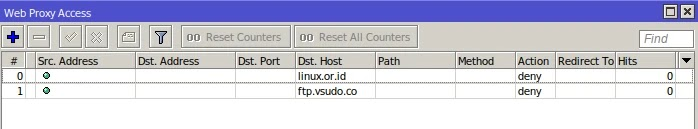 Web Proxy Access
00 Reset Counters 00 Reset All Counters Find
# Src. Address Dst. Address Dst. Port Dst. Host Path Method Action Redirect To Hits
0 linux.or.id deny 0
1 ftp.vsudo.co deny 0